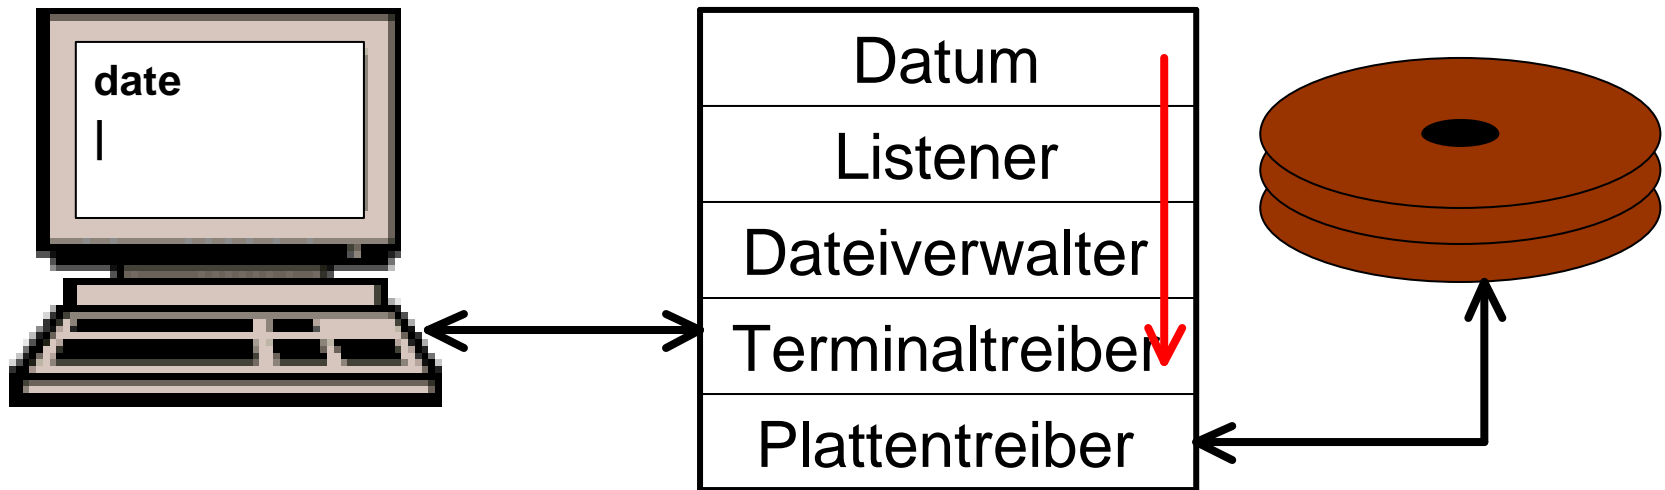 date
|
Datum
Listener
Dateiverwalter
Terminaltreiber
Plattentreiber